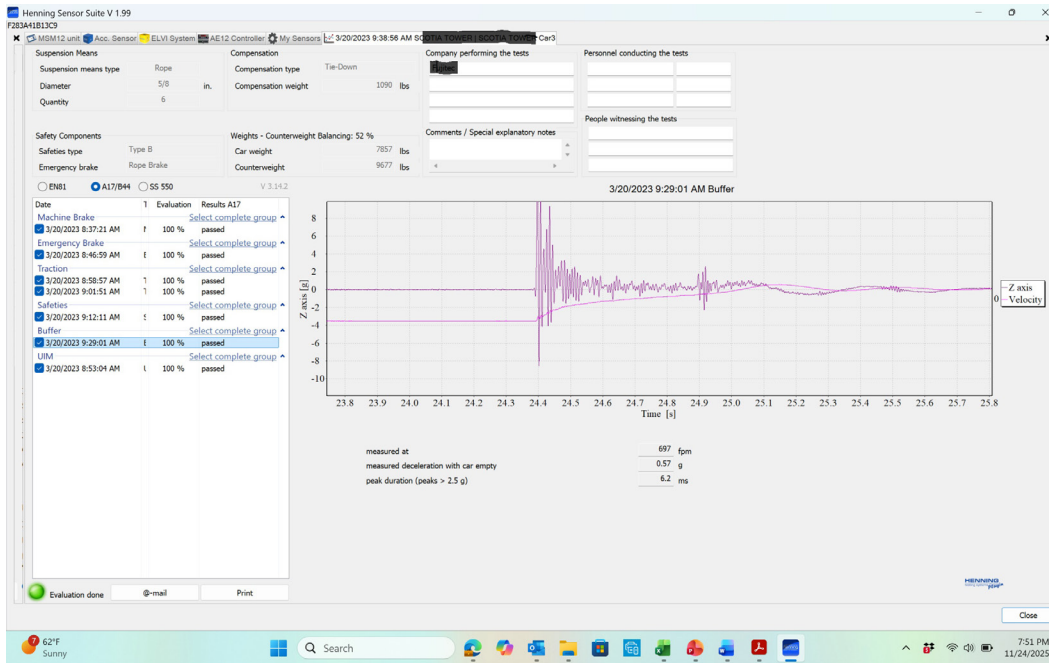 Henning Sensor Suite V 1.99
F283A41B13C9
MSM12 unit Acc. Sensor ELVI System AE12 Controller My Sensors 3/20/2023 9:38:56 AM SCOTIA TOWER | SCOTIA TOWER Car3
Suspension Means
Suspension means type Rope
Diameter 5/8 in.
Quantity 6
Compensation
Compensation type Tie-Down
Compensation weight 1090 lbs
Company performing the tests
Personnel conducting the tests
People witnessing the tests
Safety Components
Safeties type Type B
Emergency brake Rope Brake
Weights - Counterweight Balancing: 52 %
Car weight 7857 lbs
Counterweight 9677 lbs
Comments / Special explanatory notes
EN81 A17/B44 SS 550 V 3.14.2
Date T Evaluation Results A17
Machine Brake Select complete group
3/20/2023 8:37:21 AM 100 % passed
Emergency Brake Select complete group
3/20/2023 8:46:59 AM E 100 % passed
Traction Select complete group
3/20/2023 8:58:57 AM 100 % passed
3/20/2023 9:01:51 AM 100 % passed
Safeties Select complete group
3/20/2023 9:12:11 AM 100 % passed
Buffer Select complete group
3/20/2023 9:29:01 AM 100 % passed
UIM Select complete group
3/20/2023 8:53:04 AM 100 % passed
Evaluation done @-mail Print
3/20/2023 9:29:01 AM Buffer
Z axis [g]
8
6
4
2
0
-2
-4
-6
-8
-10
0
Z axis
Velocity
23.8 23.9 24.0 24.1 24.2 24.3 24.4 24.5 24.6 24.7 24.8 24.9 25.0 25.1 25.2 25.3 25.4 25.5 25.6 25.7 25.8
Time [s]
measured at 697 fpm
measured deceleration with car empty 0.57 g
peak duration (peaks > 2.5 g) 6.2 ms
HENNING
Close
7
62°F
Sunny
Search
7:51 PM
11/24/2025